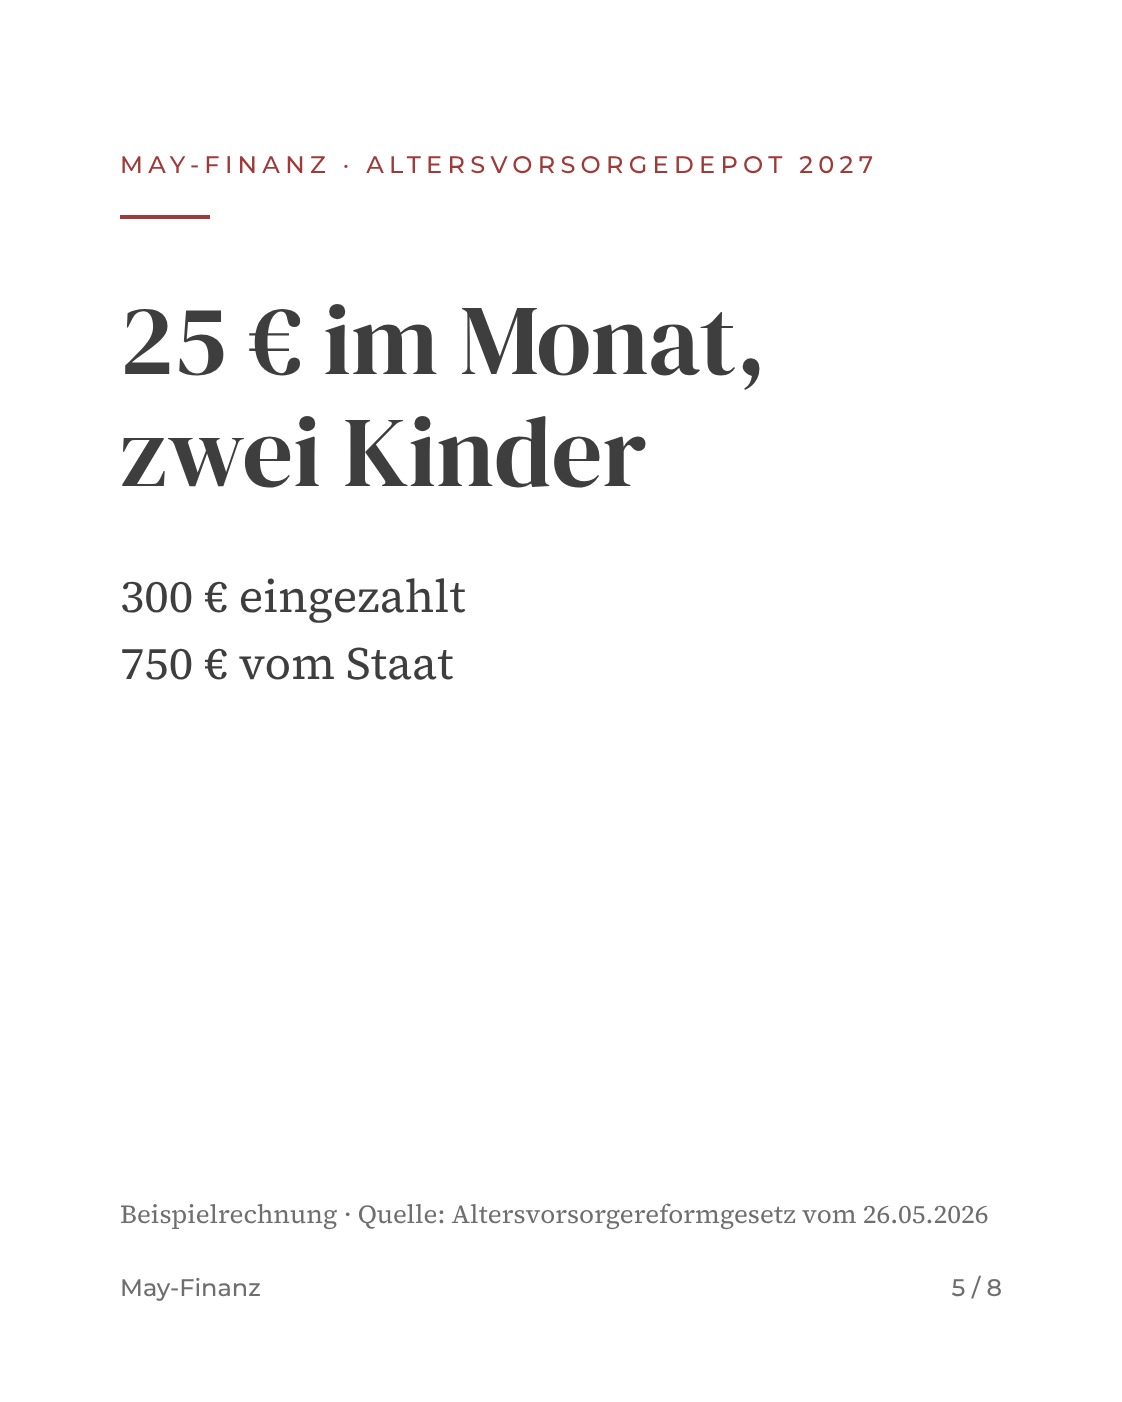 MAY-FINANZ · ALTERSVORSORGEDEPOT 2027
25 € im Monat,
zwei Kinder
300 € eingezahlt
750 € vom Staat
Beispielrechnung · Quelle: Altersvorsorgereformgesetz vom 26.05.2026
May-Finanz
5 / 8